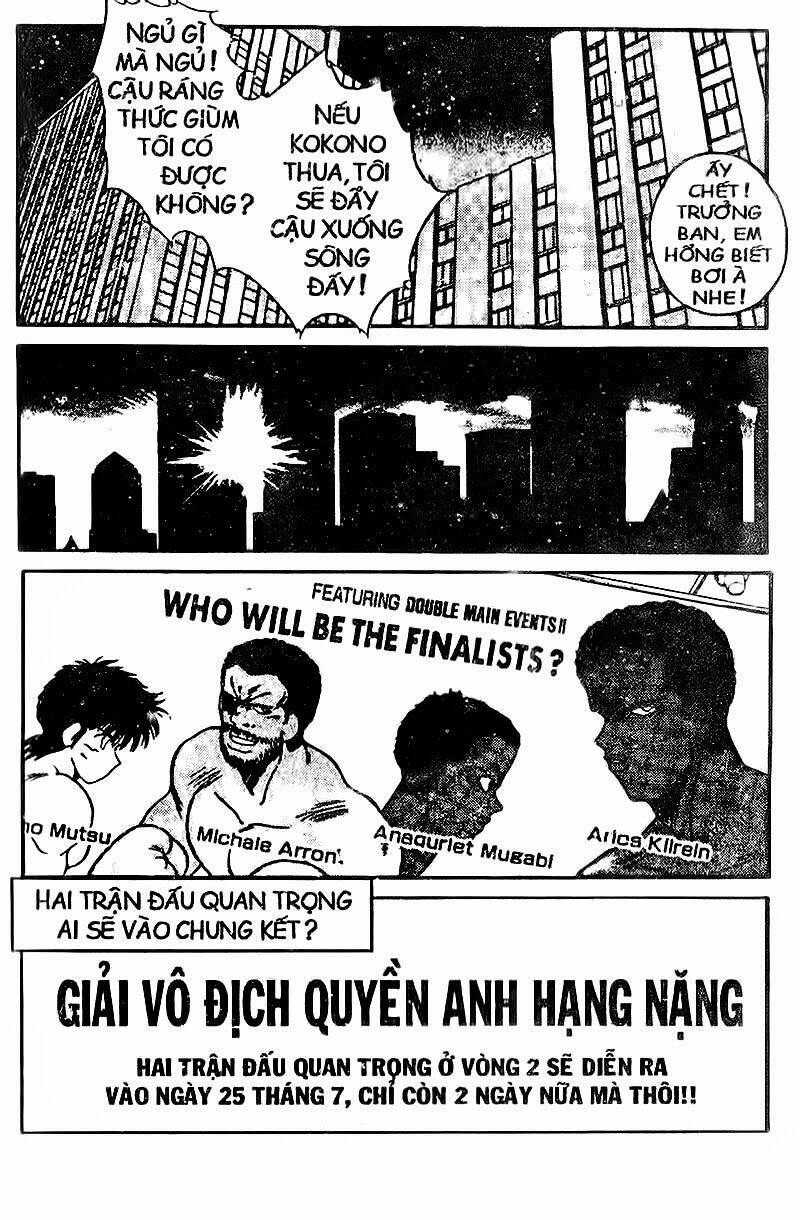 NGỦ GÌ
MÀ NGỦ!
CẬU RÁNG
THỨC GIÙM
TÔI CÓ
ĐƯỢC
KHÔNG?
NẾU
KOKONO
THUA, TÔI
SẼ ĐẨY
CẬU XUỐNG
SÔNG
ĐẤY!
ẤY
CHẾT!
TRƯỞNG
BAN, EM
HỔNG BIẾT
BƠI À
NHE!
FEATURING DOUBLE MAIN EVENTS!!
WHO WILL BE THE FINALISTS?
no Mutsu
Michale Arron
Anagurlet Mugabi
Arics Kilrein
HAI TRẬN ĐẤU QUAN TRỌNG
AI SẼ VÀO CHUNG KẾT?
GIẢI VÔ ĐỊCH QUYỀN ANH HẠNG NẶNG
HAI TRẬN ĐẤU QUAN TRỌNG Ở VÒNG 2 SẼ DIỄN RA
VÀO NGÀY 25 THÁNG 7, CHỈ CÒN 2 NGÀY NỮA MÀ THÔI!!